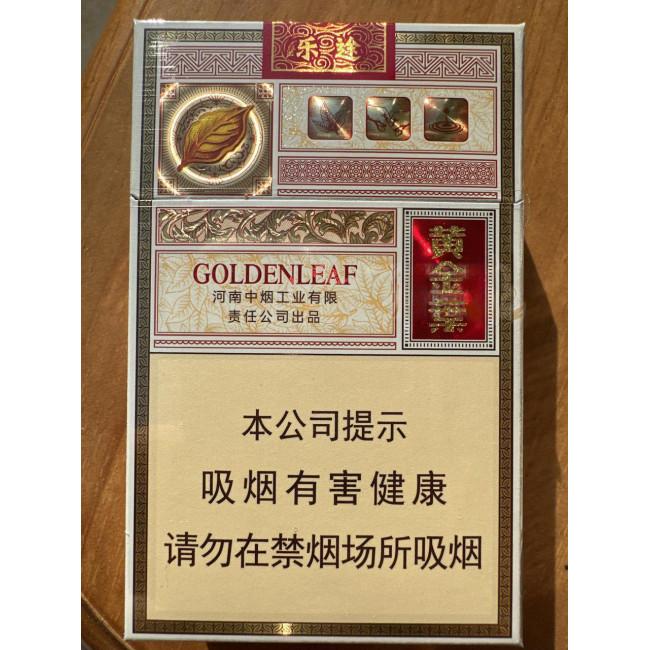 乐途
GOLDENLEAF
河南中烟工业有限
责任公司出品
黄金叶
本公司提示
吸烟有害健康
请勿在禁烟场所吸烟